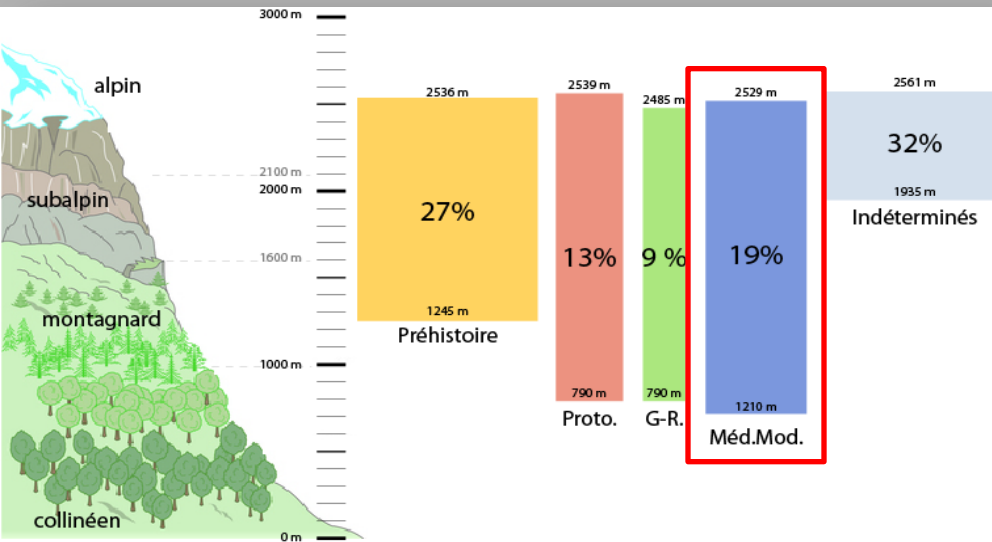 3000 m
alpin
2100 m
2000 m
subalpin
1600 m
montagnard
1000 m
collinéen
0 m
2536 m
27%
1245 m
Préhistoire
2539 m
13%
790 m
Proto.
2485 m
9 %
790 m
G-R.
2529 m
19%
1210 m
Méd.Mod.
2561 m
32%
1935 m
Indéterminés